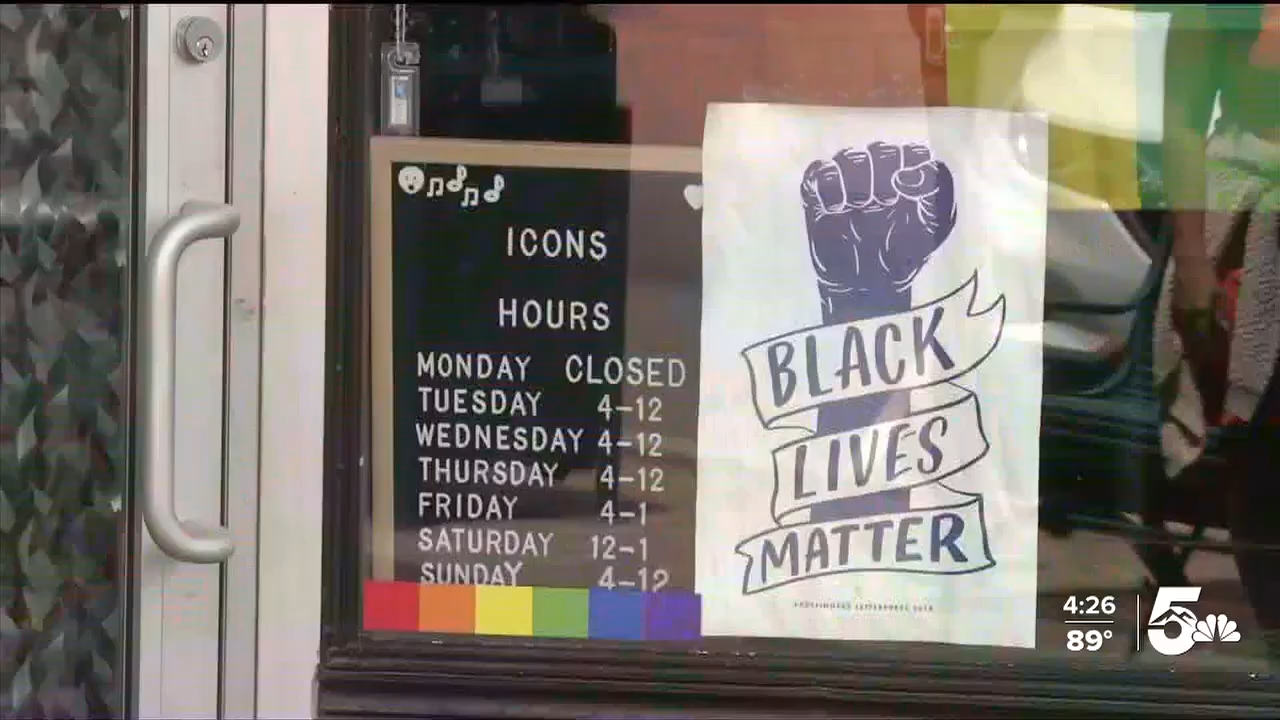 ICONS
HOURS
MONDAY CLOSED
TUESDAY 4-12
WEDNESDAY 4-12
THURSDAY 4-12
FRIDAY 4-1
SATURDAY 12-1
SUNDAY 4-12
BLACK
LIVES
MATTER
4:26
89°
5